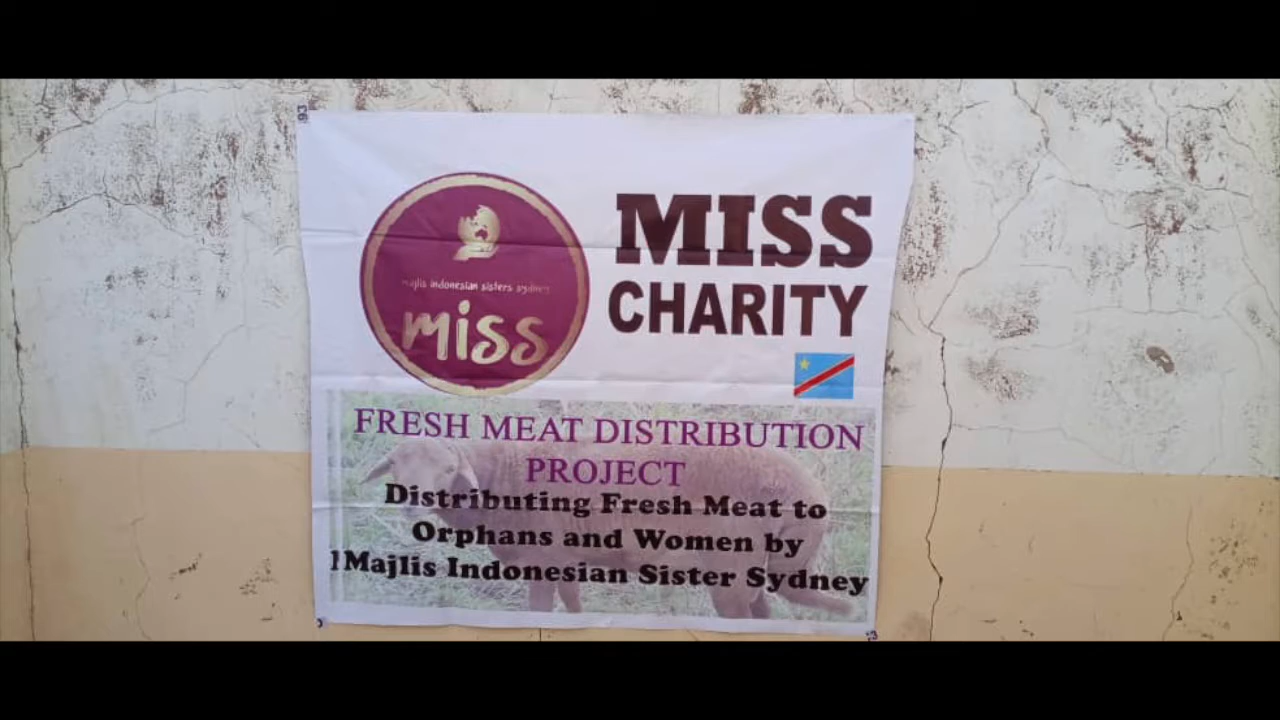 majlis indonesian sisters sydney
miss
MISS
CHARITY
FRESH MEAT DISTRIBUTION
PROJECT
Distributing Fresh Meat to
Orphans and Women by
Majlis Indonesian Sister Sydney